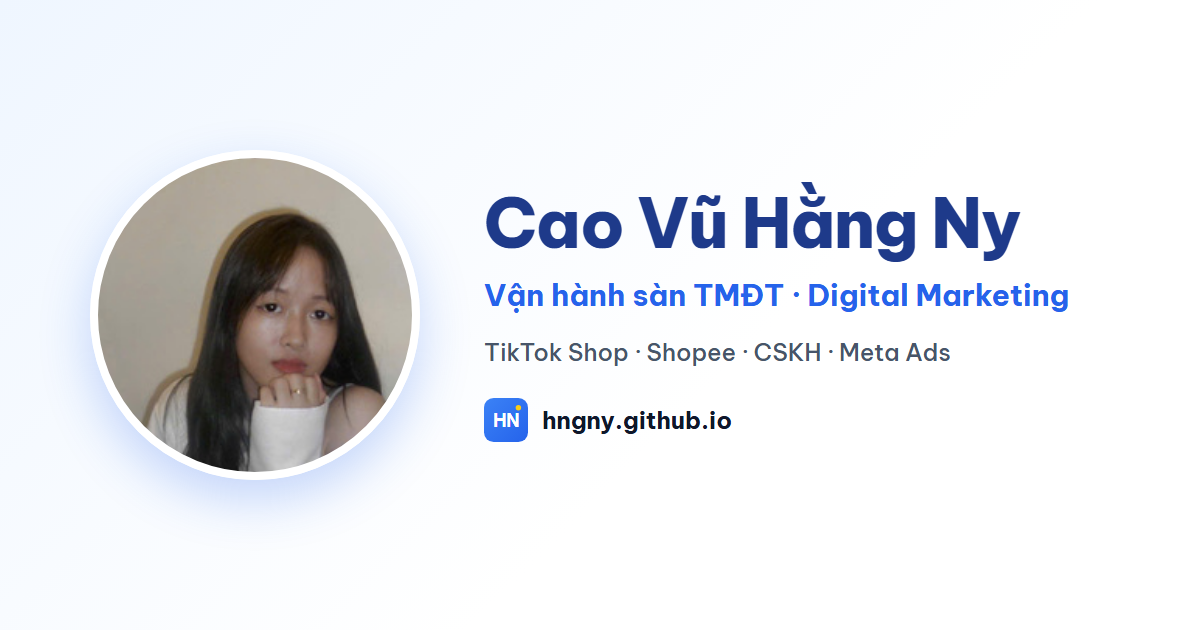 Cao Vũ Hằng Ny
Vận hành sàn TMĐT · Digital Marketing
TikTok Shop · Shopee · CSKH · Meta Ads
HN hngny.github.io